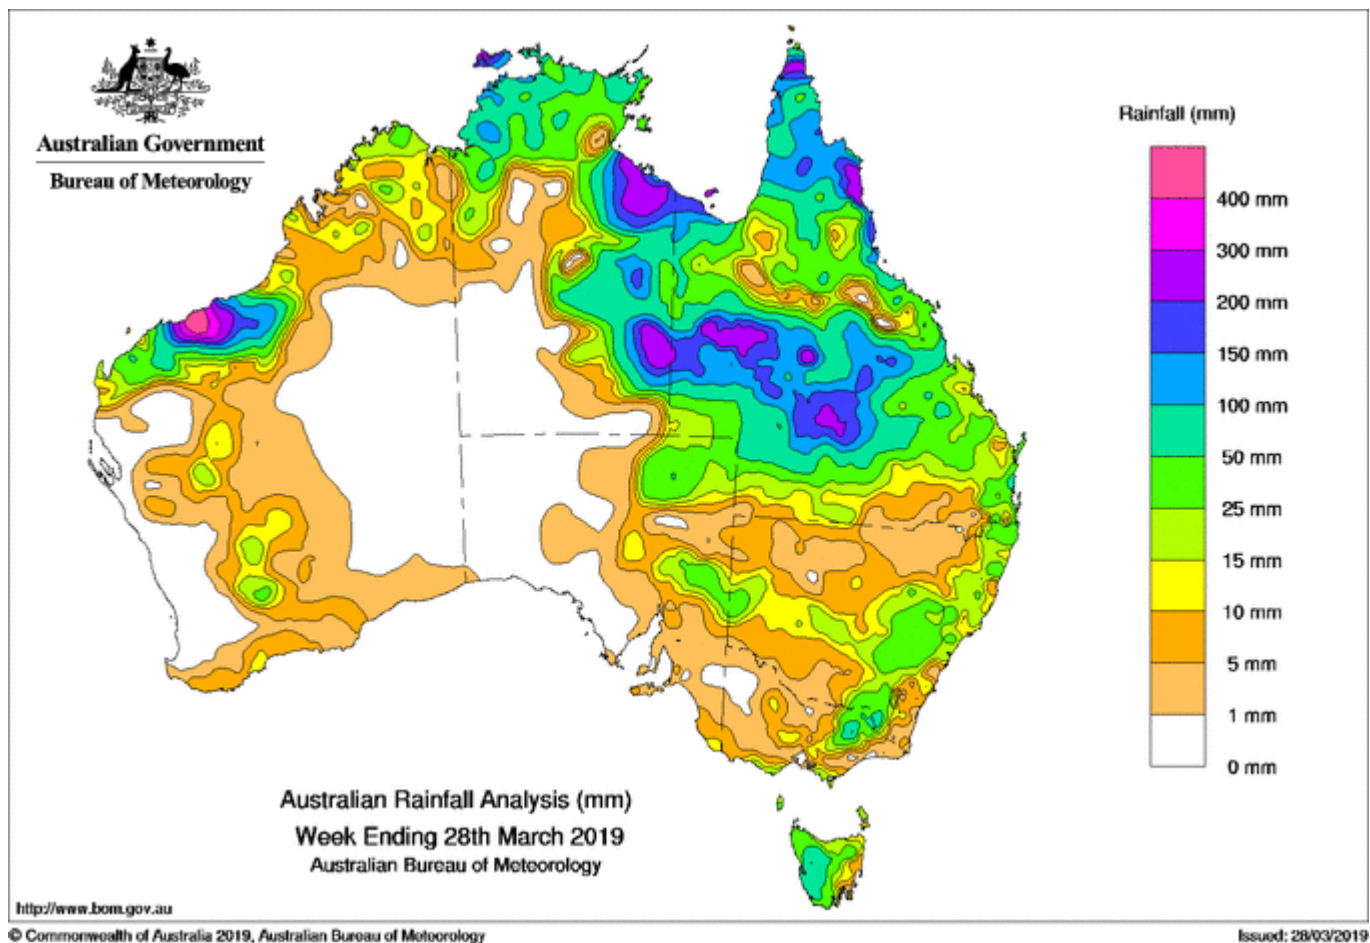 Australian Government
Bureau of Meteorology
Rainfall (mm)
400 mm
300 mm
200 mm
150 mm
100 mm
50 mm
25 mm
15 mm
10 mm
5 mm
1 mm
0 mm
Australian Rainfall Analysis (mm)
Week Ending 28th March 2019
Australian Bureau of Meteorology
http://www.bom.gov.au
© Commonwealth of Australia 2019, Australian Bureau of Meteorology
Issued: 28/03/2019